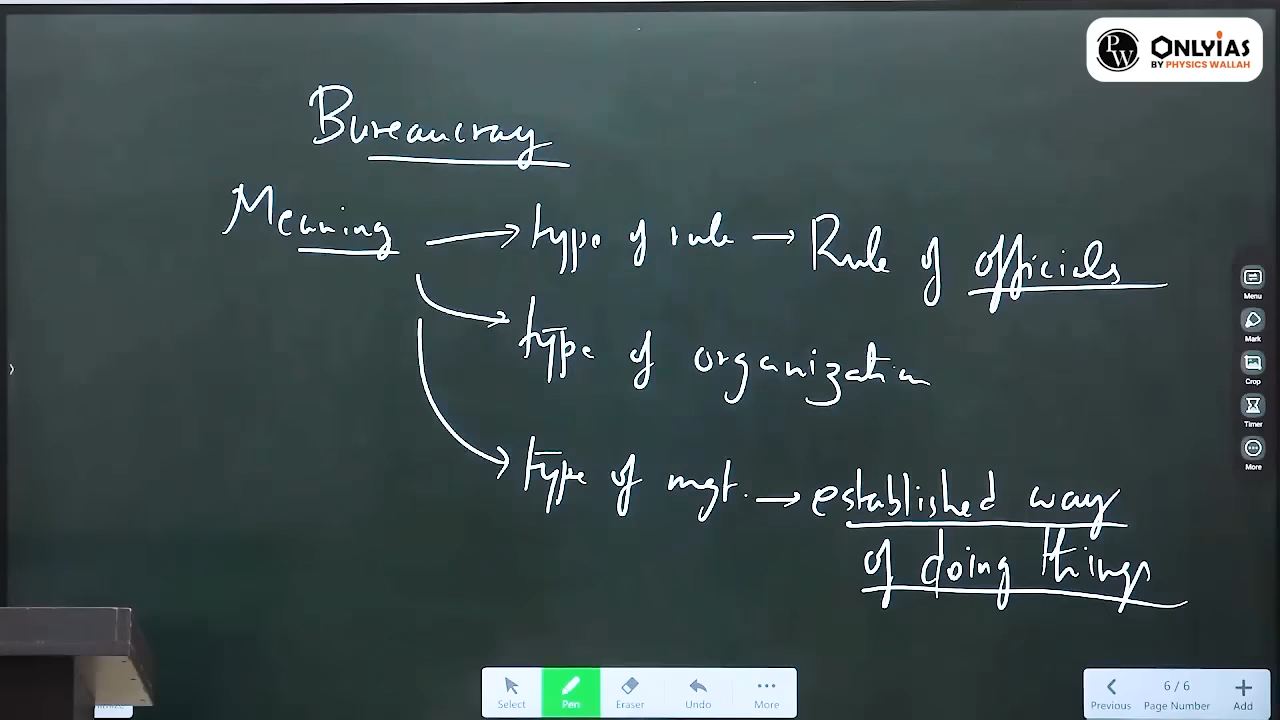 PW ONLYIAS
BY PHYSICS WALLAH
Bureaucracy
Meaning → type of rule → Rule of officials
type of organization
type of mgt. → established way
of doing things
Menu
Mark
Crop
Timer
More
Select
Pen
Eraser
Undo
More
Previous
6 / 6
Page Number
Add